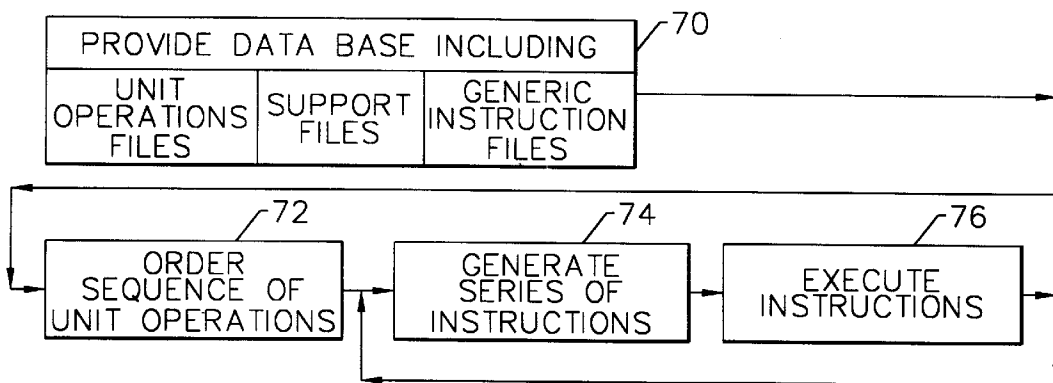 PROVIDE DATA BASE INCLUDING
70
UNIT
OPERATIONS
FILES
SUPPORT
FILES
GENERIC
INSTRUCTION
FILES
72
ORDER
SEQUENCE OF
UNIT OPERATIONS
74
GENERATE
SERIES OF
INSTRUCTIONS
76
EXECUTE
INSTRUCTIONS